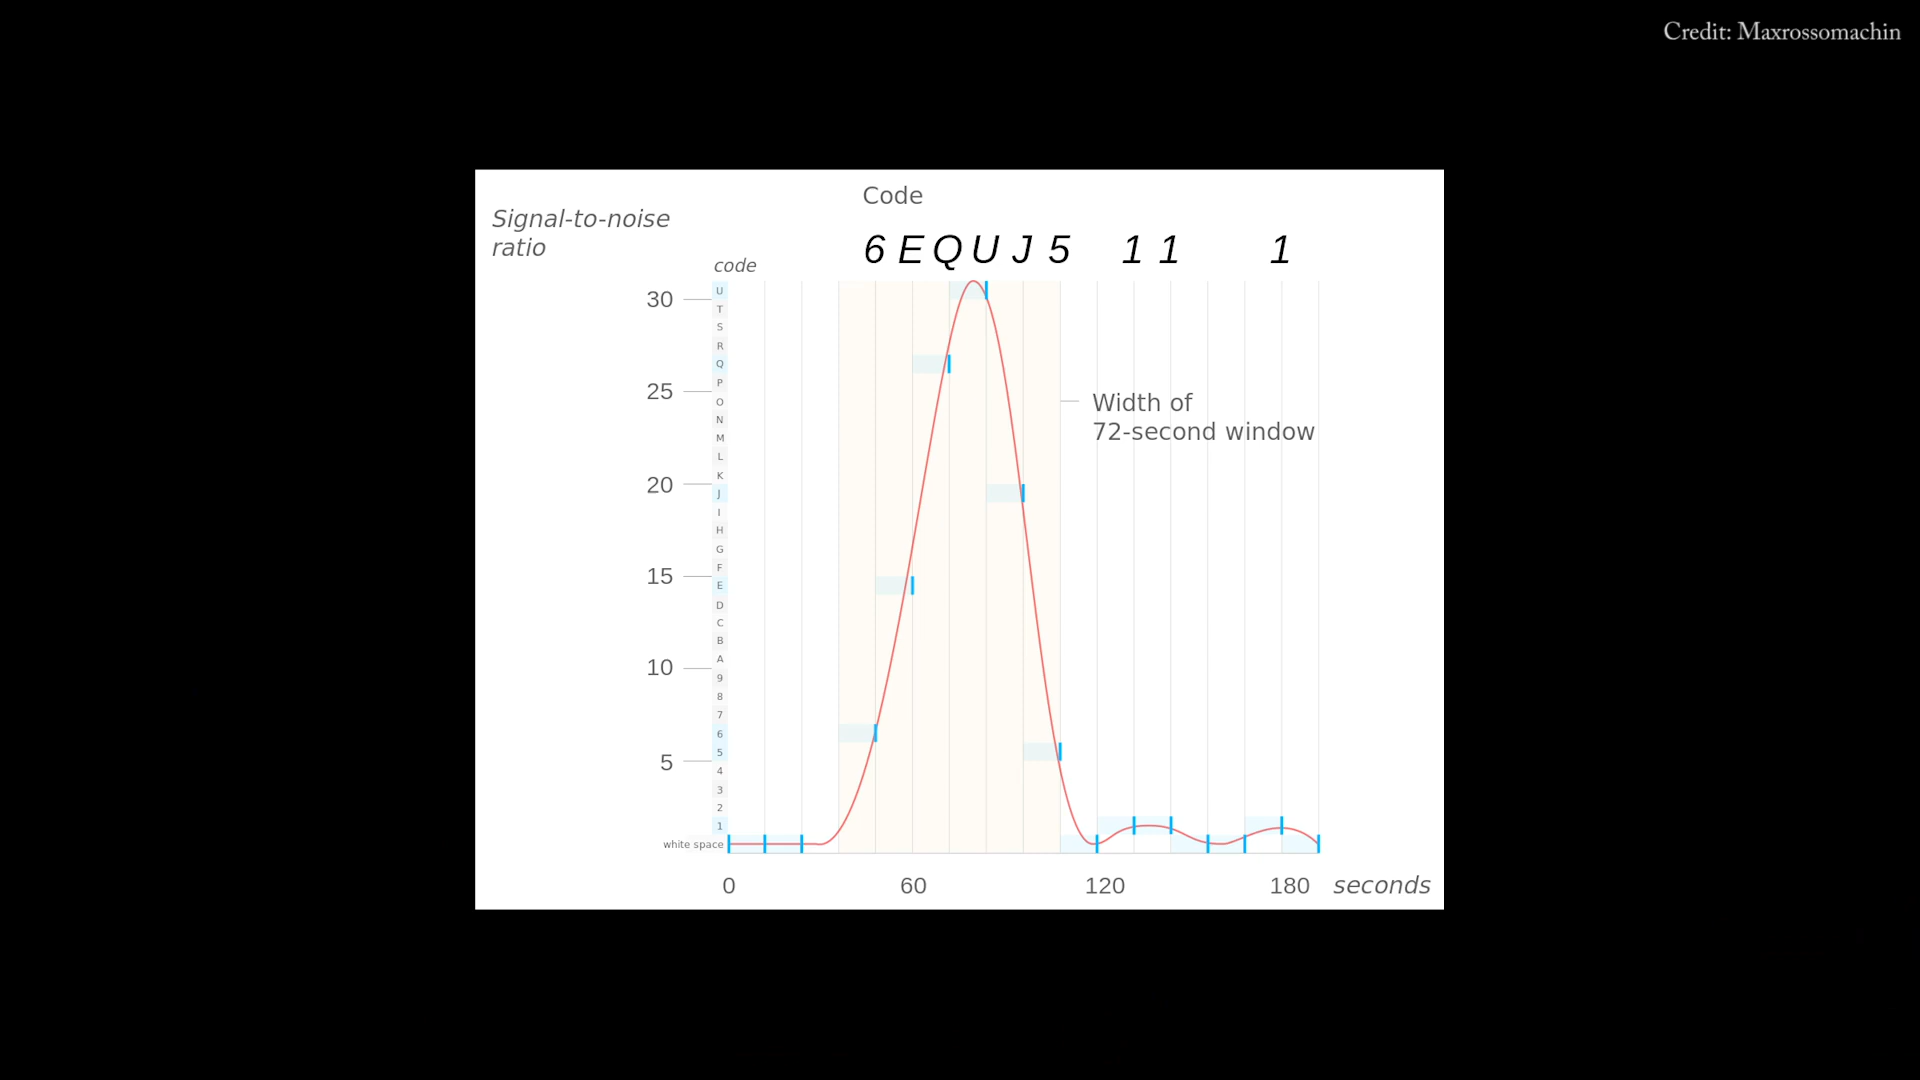 Credit: Maxrossomachin
Code
Signal-to-noise
ratio
6 E Q U J 5 1 1 1
code
30
25
20
15
10
5
U
T
S
R
Q
P
O
N
M
L
K
J
I
H
G
F
E
D
C
B
A
9
8
7
6
5
4
3
2
1
white space
Width of
72-second window
0 60 120 180 seconds